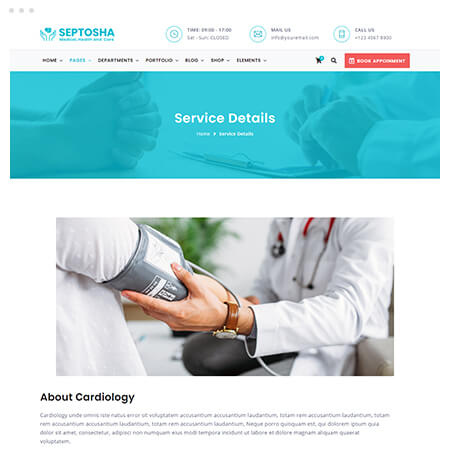 SEPTOSHA
Medical, Health and Care
TIME: 09:00 - 17:00
Sat - Sun: CLOSED
MAIL US
info@youremail.com
CALL US
+123 4567 8900
HOME
PAGES
DEPARTMENTS
PORTFOLIO
BLOG
SHOP
ELEMENTS
BOOK APPOINMENT
Service Details
Home > Service Details
About Cardiology
Cardiology unde omnis iste natus error sit voluptatem accusantium accusantium laudantium, totam rem accusantium laudantium, totam
rem accusantium accusantium laudantium, totam rem accusantium laudantium, Neque porro quisquam est, qui dolorem ipsum quia
dolor sit amet, consectetur, adipisci non numquam eius modi tempora incidunt ut labore et dolore magnam aliquam quaerat
voluptatem.